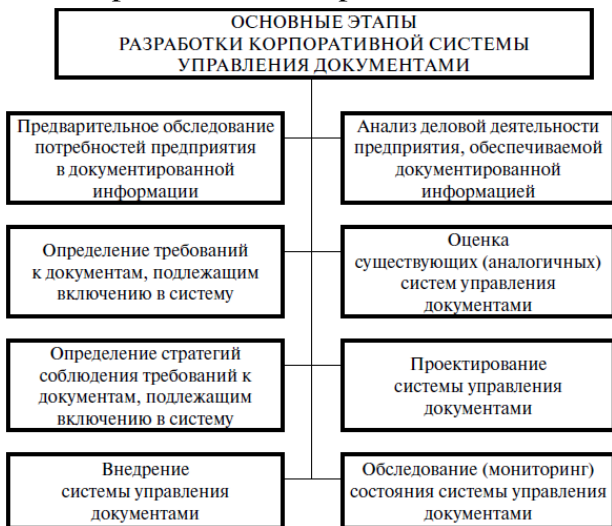 ОСНОВНЫЕ ЭТАПЫ
РАЗРАБОТКИ КОРПОРАТИВНОЙ СИСТЕМЫ
УПРАВЛЕНИЯ ДОКУМЕНТАМИ
Предварительное обследование
потребностей предприятия
в документированной
информации
Анализ деловой деятельности
предприятия, обеспечиваемой
документированной
информацией
Определение требований
к документам, подлежащим
включению в систему
Оценка
существующих (аналогичных)
систем управления
документами
Определение стратегий
соблюдения требований к
документам, подлежащим
включению в систему
Проектирование
системы управления
документами
Внедрение
системы управления
документами
Обследование (мониторинг)
состояния системы управления
документами